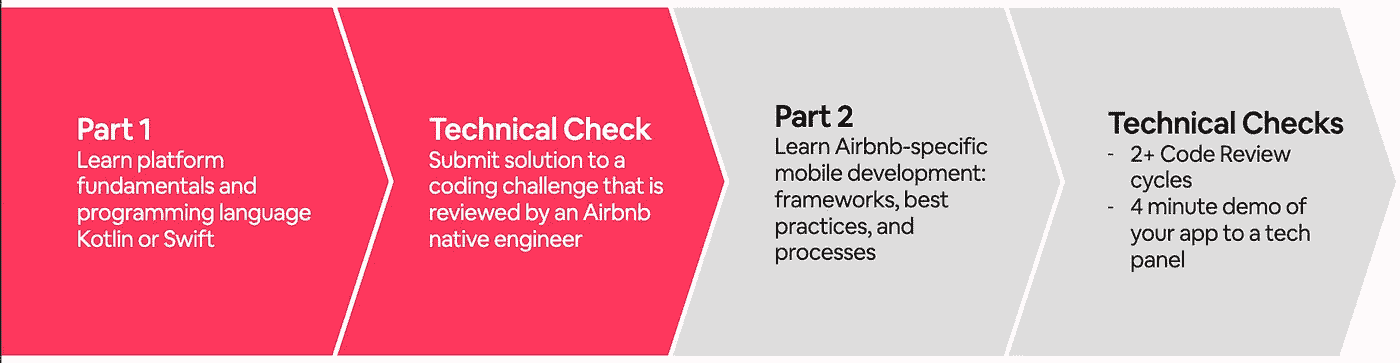 Part 1
Learn platform
fundamentals and
programming language
Kotlin or Swift
Technical Check
Submit solution to a
coding challenge that is
reviewed by an Airbnb
native engineer
Part 2
Learn Airbnb-specific
mobile development:
frameworks, best
practices, and
processes
Technical Checks
- 2+ Code Review
cycles
- 4 minute demo of
your app to a tech
panel